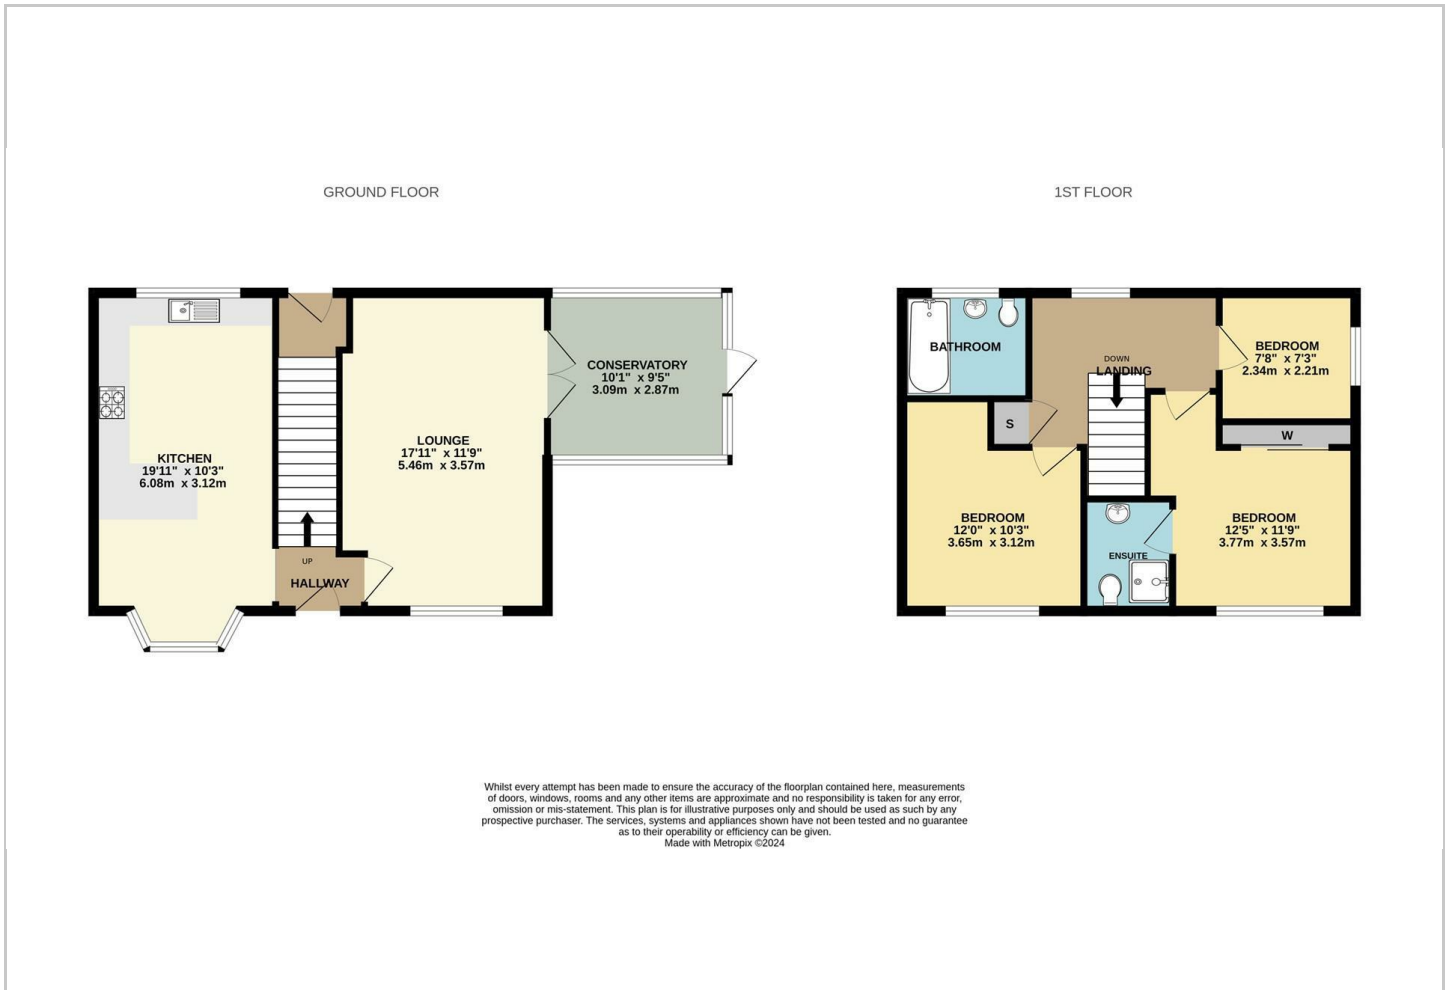 GROUND FLOOR
KITCHEN
19'11" x 10'3"
6.08m x 3.12m
UP
HALLWAY
LOUNGE
17'11" x 11'9"
5.46m x 3.57m
CONSERVATORY
10'1" x 9'5"
3.09m x 2.87m
1ST FLOOR
BATHROOM
DOWN
LANDING
BEDROOM
7'8" x 7'3"
2.34m x 2.21m
S
W
BEDROOM
12'0" x 10'3"
3.65m x 3.12m
ENSUITE
BEDROOM
12'5" x 11'9"
3.77m x 3.57m
Whilst every attempt has been made to ensure the accuracy of the floorplan contained here, measurements
of doors, windows, rooms and any other items are approximate and no responsibility is taken for any error,
omission or mis-statement. This plan is for illustrative purposes only and should be used as such by any
prospective purchaser. The services, systems and appliances shown have not been tested and no guarantee
as to their operability or efficiency can be given.
Made with Metropix ©2024